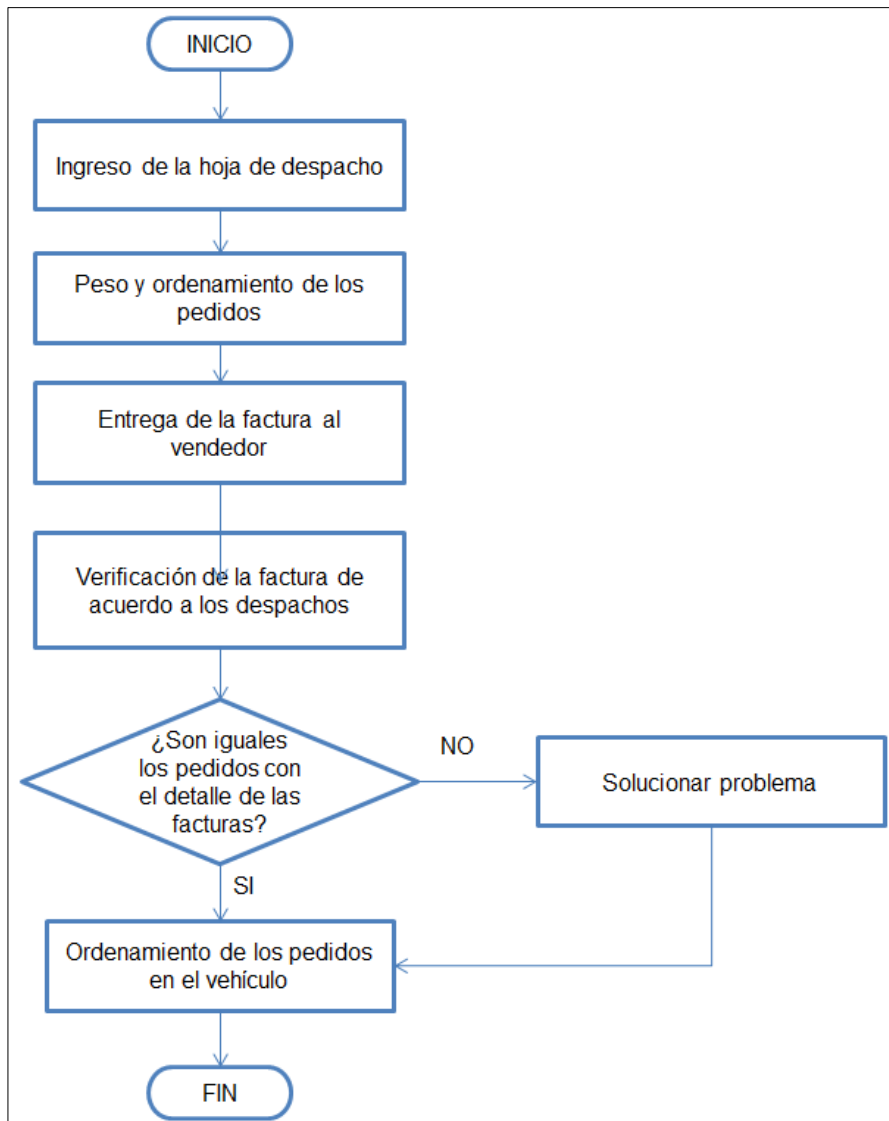 INICIO
Ingreso de la hoja de despacho
Peso y ordenamiento de los
pedidos
Entrega de la factura al
vendedor
Verificación de la factura de
acuerdo a los despachos
¿Son iguales
los pedidos con
el detalle de las
facturas?
NO
Solucionar problema
SI
Ordenamiento de los pedidos
en el vehículo
FIN